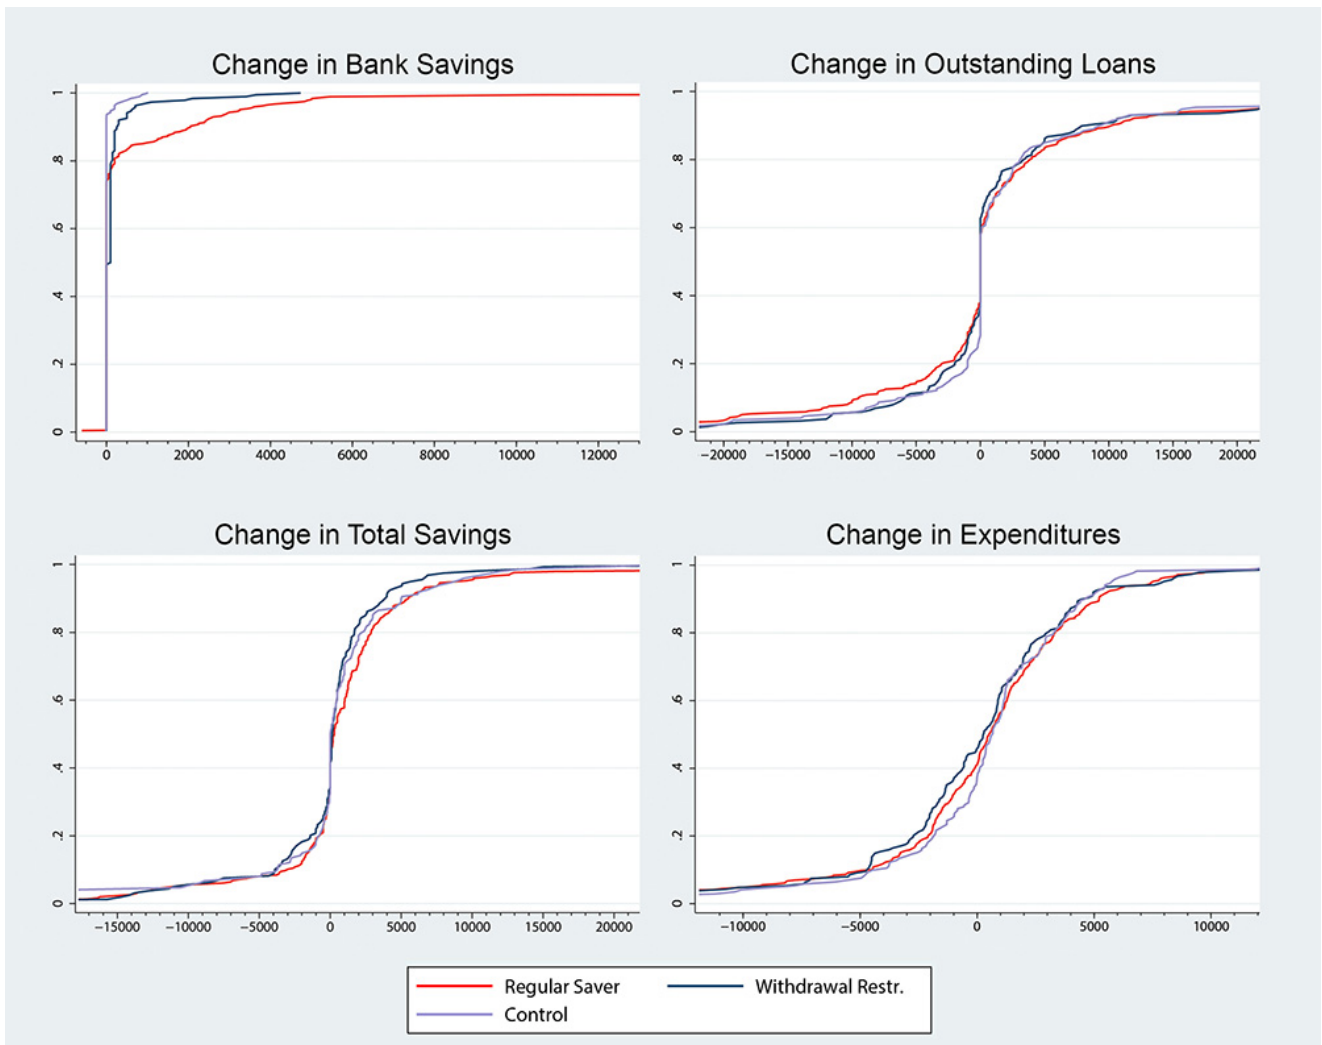 Change in Bank Savings
1
.8
.6
.4
.2
0
0 2000 4000 6000 8000 10000 12000
Change in Outstanding Loans
1
.8
.6
.4
.2
0
−20000 −15000 −10000 −5000 0 5000 10000 15000 20000
Change in Total Savings
1
.8
.6
.4
.2
0
−15000 −10000 −5000 0 5000 10000 15000 20000
Change in Expenditures
1
.8
.6
.4
.2
0
−10000 −5000 0 5000 10000
Regular Saver Withdrawal Restr.
Control